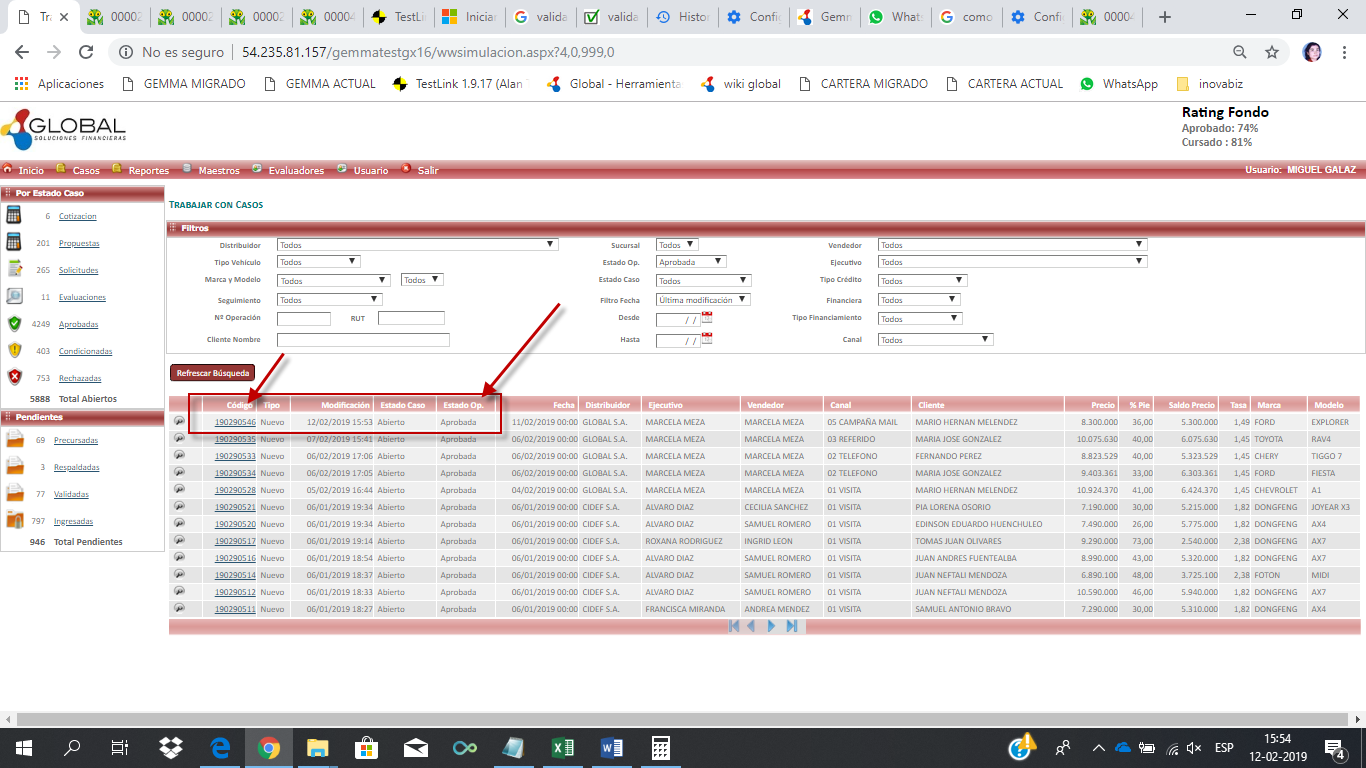 Tra
00002
00002
00002
00004
TestLin
Iniciar
valida
valida
Histor
Config
Gemm
Whats
como
Config
00004
No es seguro | 54.235.81.157/gemmatestgx16/wwsimulacion.aspx?4,0,999,0
Aplicaciones GEMMA MIGRADO GEMMA ACTUAL TestLink 1.9.17 (Alan Global - Herramienta wiki global CARTERA MIGRADO CARTERA ACTUAL WhatsApp inovabiz
GLOBAL
SOLUCIONES FINANCIERAS
Rating Fondo
Aprobado: 74%
Cursado : 81%
Inicio Casos Reportes Maestros Evaluadores Usuario Salir Usuario: MIGUEL GALAZ
Por Estado Caso
6 Cotizacion
201 Propuestas
265 Solicitudes
11 Evaluaciones
4249 Aprobadas
403 Condicionadas
753 Rechazadas
5888 Total Abiertos
Pendientes
69 Precursadas
3 Respaldadas
77 Validadas
797 Ingresadas
946 Total Pendientes
TRABAJAR CON CASOS
Filtros
Distribuidor Todos Sucursal Todos Vendedor Todos
Tipo Vehículo Todos Estado Op. Aprobada Ejecutivo Todos
Marca y Modelo Todos Todos Estado Caso Todos Tipo Crédito Todos
Seguimiento Todos Filtro Fecha Última modificación Financiera Todos
Nº Operación RUT Desde / / Tipo Financiamiento Todos
Cliente Nombre Hasta / / Canal Todos
Refrescar Búsqueda
Código Tipo Modificación Estado Caso Estado Op. Fecha Distribuidor Ejecutivo Vendedor Canal Cliente Precio % Pie Saldo Precio Tasa Marca Modelo
190290546 Nuevo 12/02/2019 15:53 Abierto Aprobada 11/02/2019 00:00 GLOBAL S.A. MARCELA MEZA MARCELA MEZA 05 CAMPAÑA MAIL MARIO HERNAN MELENDEZ 8.300.000 36,00 5.300.000 1,49 FORD EXPLORER
190290535 Nuevo 07/02/2019 15:41 Abierto Aprobada 06/02/2019 00:00 GLOBAL S.A. MARCELA MEZA MARCELA MEZA 03 REFERIDO MARIA JOSE GONZALEZ 10.075.630 40,00 6.075.630 1,45 TOYOTA RAV4
190290533 Nuevo 06/02/2019 17:06 Abierto Aprobada 06/02/2019 00:00 GLOBAL S.A. MARCELA MEZA MARCELA MEZA 02 TELEFONO FERNANDO PEREZ 8.823.529 40,00 5.323.529 1,45 CHERY TIGGO 7
190290534 Nuevo 06/02/2019 17:05 Abierto Aprobada 06/02/2019 00:00 GLOBAL S.A. MARCELA MEZA MARCELA MEZA 02 TELEFONO MARIA JOSE GONZALEZ 9.403.361 33,00 6.303.361 1,45 FORD FIESTA
190290528 Nuevo 05/02/2019 16:44 Abierto Aprobada 04/02/2019 00:00 GLOBAL S.A. MARCELA MEZA MARCELA MEZA 01 VISITA MARIO HERNAN MELENDEZ 10.924.370 41,00 6.424.370 1,45 CHEVROLET A1
190290521 Nuevo 06/01/2019 19:34 Abierto Aprobada 06/01/2019 00:00 CIDEF S.A. ALVARO DIAZ CECILIA SANCHEZ 01 VISITA PIA LORENA OSORIO 7.190.000 30,00 5.215.000 1,82 DONGFENG JOYEAR X3
190290520 Nuevo 06/01/2019 19:34 Abierto Aprobada 06/01/2019 00:00 CIDEF S.A. ALVARO DIAZ SAMUEL ROMERO 01 VISITA EDINSON EDUARDO HUENCHULEO 7.490.000 26,00 5.775.000 1,82 DONGFENG AX4
190290517 Nuevo 06/01/2019 19:14 Abierto Aprobada 06/01/2019 00:00 CIDEF S.A. ROXANA RODRIGUEZ INGRID LEON 01 VISITA TOMAS JUAN OLIVARES 9.290.000 73,00 2.540.000 2,38 DONGFENG AX7
190290516 Nuevo 06/01/2019 18:54 Abierto Aprobada 06/01/2019 00:00 CIDEF S.A. ALVARO DIAZ SAMUEL ROMERO 01 VISITA JUAN ANDRES FUENTEALBA 8.990.000 43,00 5.320.000 1,82 DONGFENG AX7
190290514 Nuevo 06/01/2019 18:37 Abierto Aprobada 06/01/2019 00:00 CIDEF S.A. ALVARO DIAZ SAMUEL ROMERO 01 VISITA JUAN NEFTALI MENDOZA 6.890.100 48,00 3.725.100 2,38 FOTON MIDI
190290512 Nuevo 06/01/2019 18:33 Abierto Aprobada 06/01/2019 00:00 CIDEF S.A. ALVARO DIAZ SAMUEL ROMERO 01 VISITA JUAN NEFTALI MENDOZA 10.590.000 46,00 5.940.000 1,82 DONGFENG AX7
190290511 Nuevo 06/01/2019 18:27 Abierto Aprobada 06/01/2019 00:00 CIDEF S.A. FRANCISCA MIRANDA ANDREA MENDEZ 01 VISITA SAMUEL ANTONIO BRAVO 7.290.000 30,00 5.310.000 1,82 DONGFENG AX4
ESP
15:54
12-02-2019
4